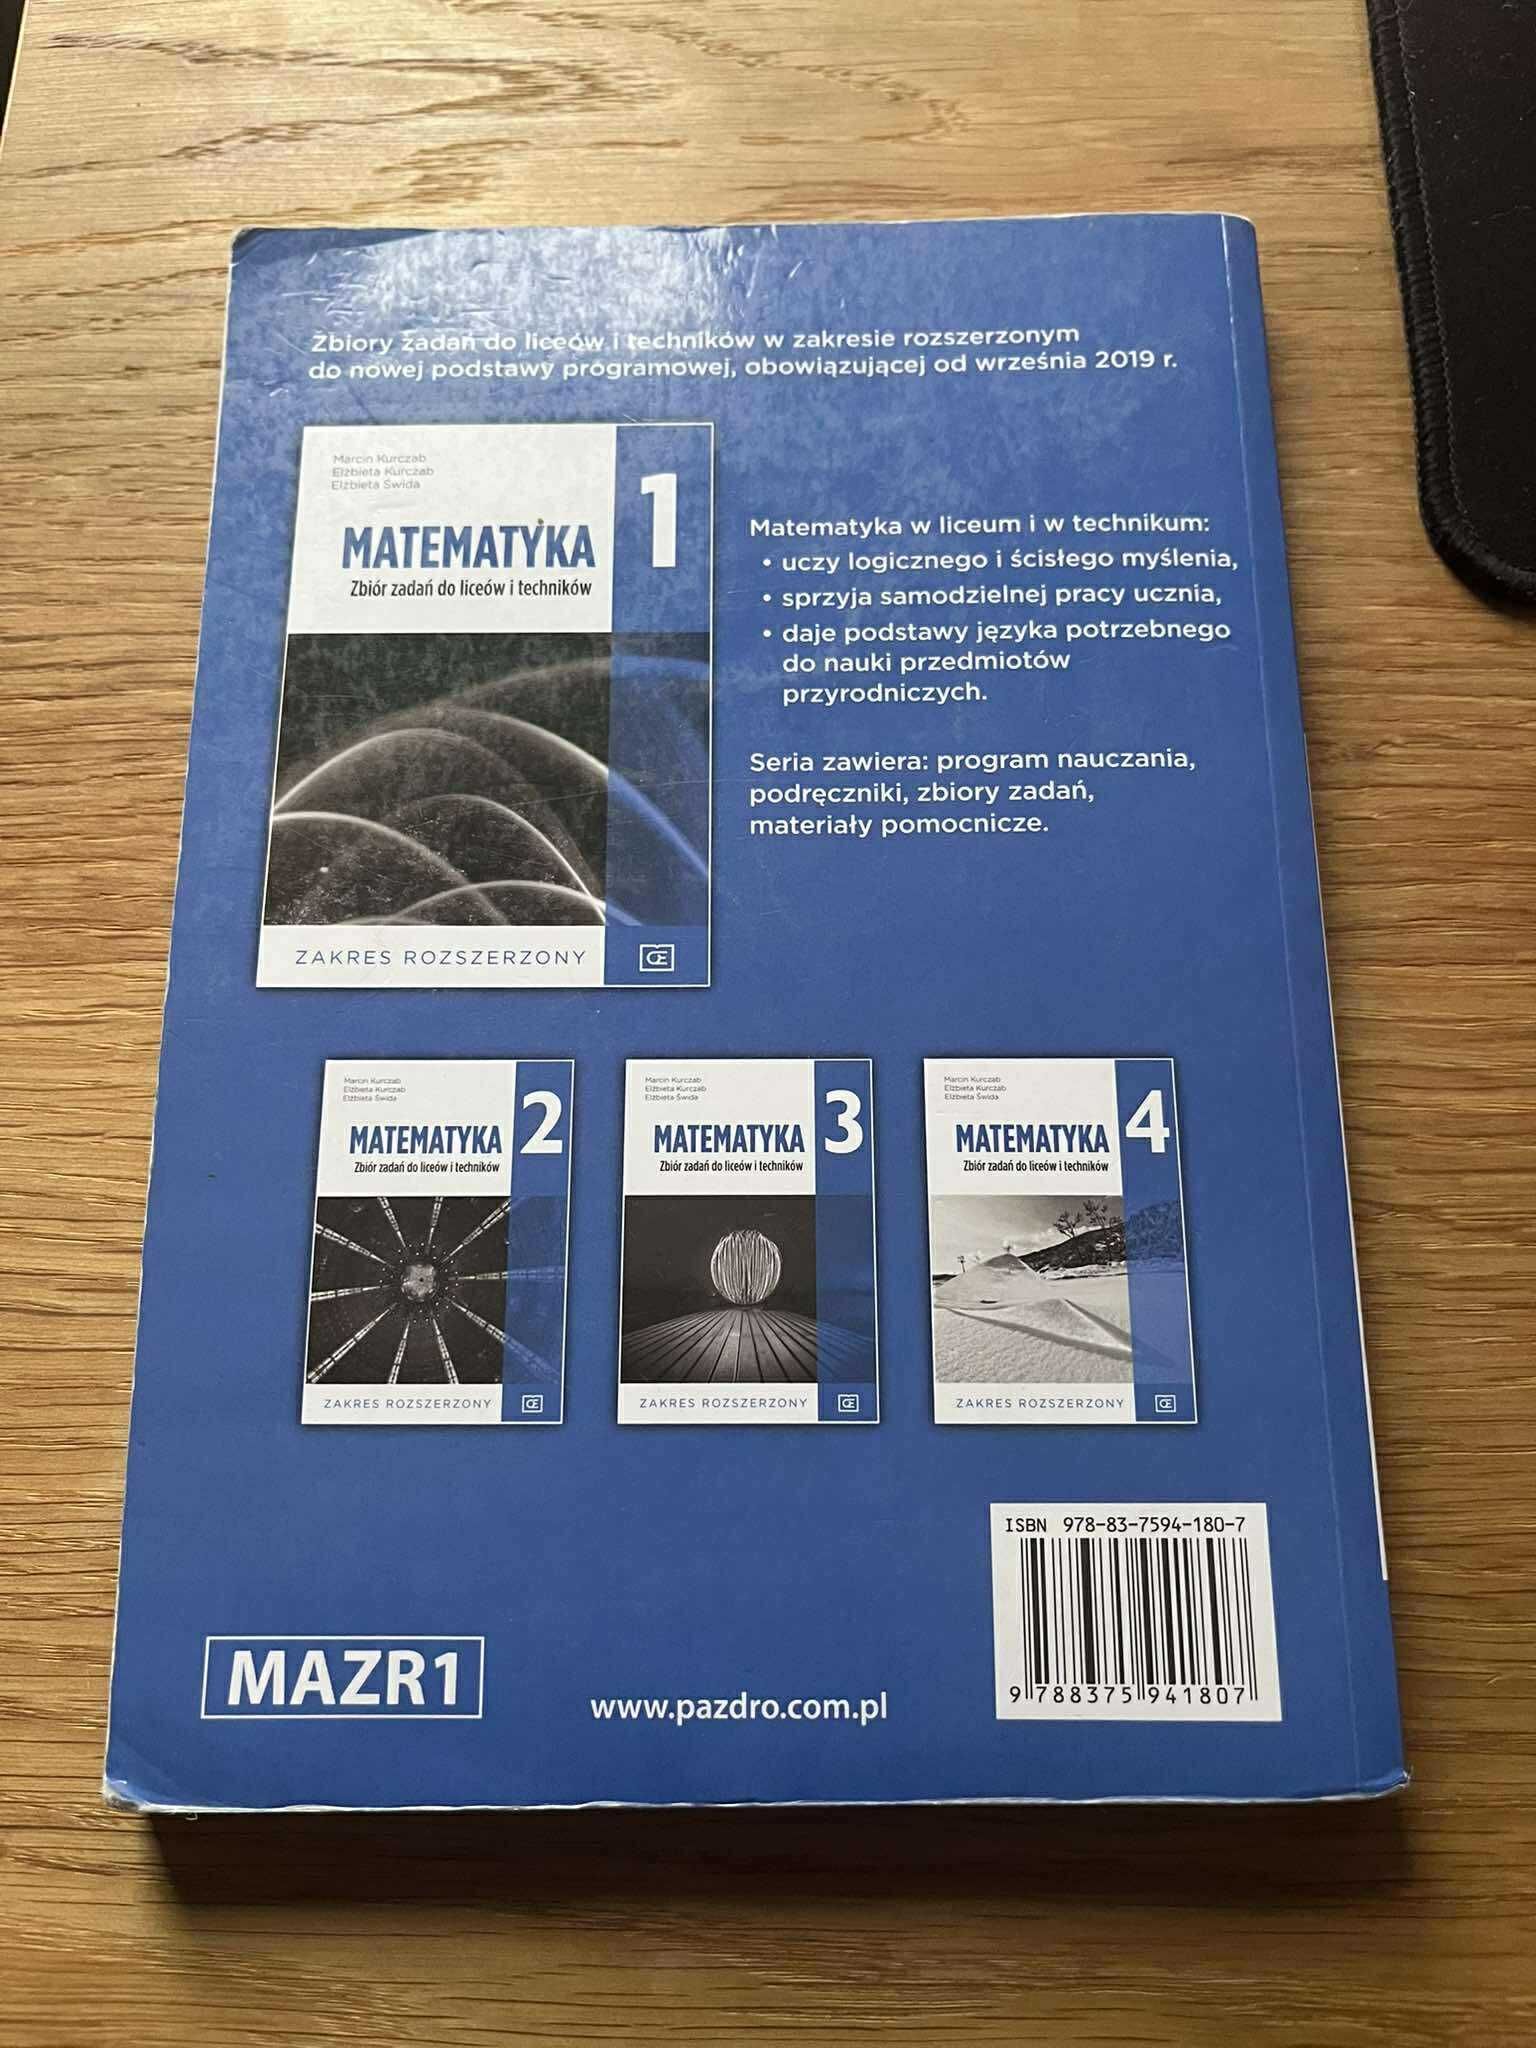 Zbiory zadań do liceów i techników w zakresie rozszerzonym
do nowej podstawy programowej, obowiązującej od września 2019 r.
Marcin Kurczab
Elżbieta Kurczab
Elżbieta Świda
1
MATEMATYKA
Zbiór zadań do liceów i techników
ZAKRES ROZSZERZONY
OE
Matematyka w liceum i w technikum:
• uczy logicznego i ścisłego myślenia,
• sprzyja samodzielnej pracy ucznia,
• daje podstawy języka potrzebnego
do nauki przedmiotów
przyrodniczych.
Seria zawiera: program nauczania,
podręczniki, zbiory zadań,
materiały pomocnicze.
Marcin Kurczab
Elżbieta Kurczab
Elżbieta Świda
2
MATEMATYKA
Zbiór zadań do liceów i techników
ZAKRES ROZSZERZONY
OE
Marcin Kurczab
Elżbieta Kurczab
Elżbieta Świda
3
MATEMATYKA
Zbiór zadań do liceów i techników
ZAKRES ROZSZERZONY
OE
Marcin Kurczab
Elżbieta Kurczab
Elżbieta Świda
4
MATEMATYKA
Zbiór zadań do liceów i techników
ZAKRES ROZSZERZONY
OE
ISBN 978-83-7594-180-7
9 788375 941807
MAZR1
www.pazdro.com.pl